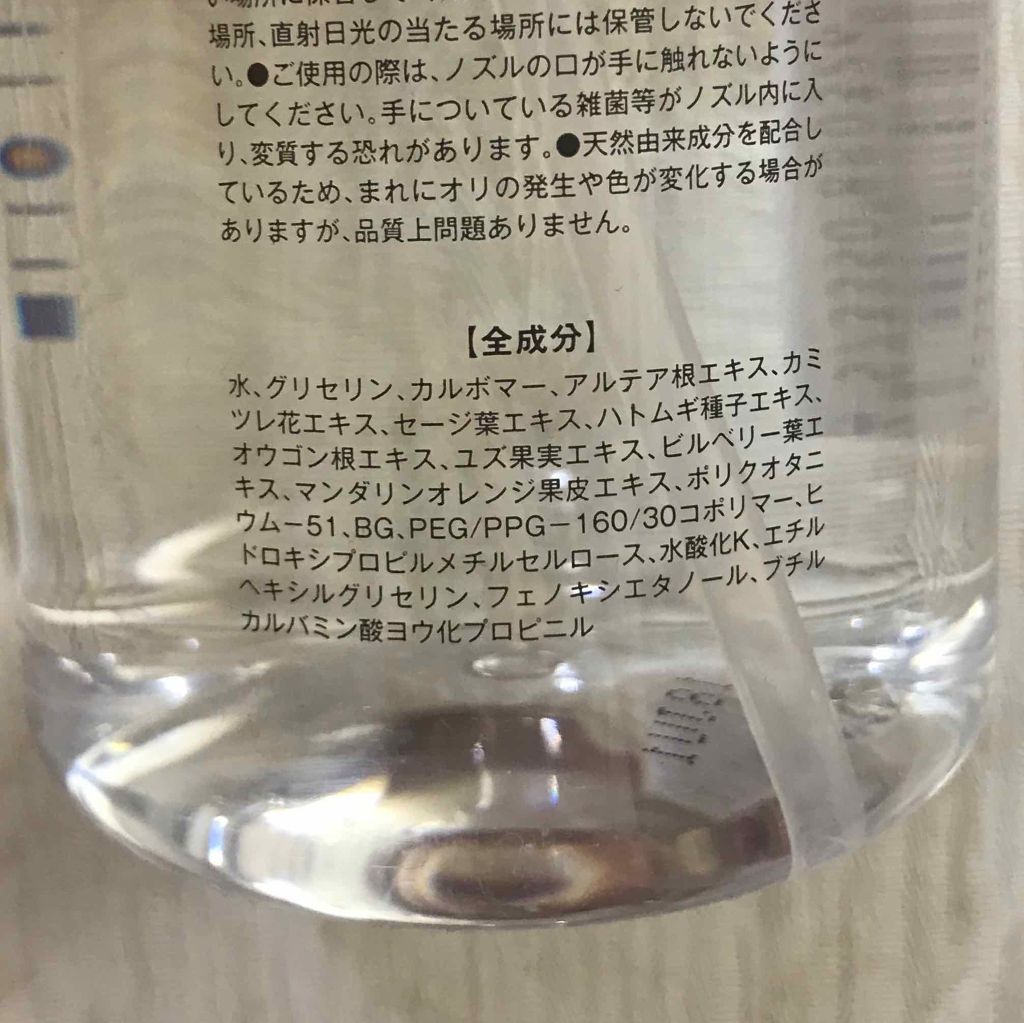 い場所に保管して
場所、直射日光の当たる場所には保管しないでくださ
い。●ご使用の際は、ノズルの口が手に触れないように
してください。手についている雑菌等がノズル内に入
り、変質する恐れがあります。●天然由来成分を配合し
ているため、まれにオリの発生や色が変化する場合が
ありますが、品質上問題ありません。
【全成分】
水、グリセリン、カルボマー、アルテア根エキス、カミ
ツレ花エキス、セージ葉エキス、ハトムギ種子エキス、
オウゴン根エキス、ユズ果実エキス、ビルベリー葉エ
キス、マンダリンオレンジ果皮エキス、ポリクオタニ
ウムー51、BG、PEG/PPG－160/30コポリマー、ヒ
ドロキシプロピルメチルセルロース、水酸化K、エチル
ヘキシルグリセリン、フェノキシエタノール、ブチル
カルバミン酸ヨウ化プロピニル